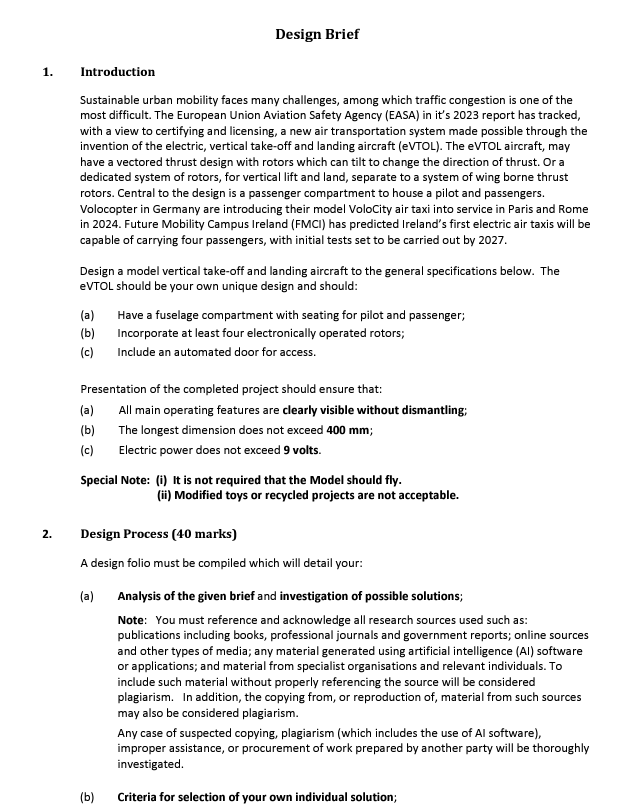 Design Brief
1. Introduction
Sustainable urban mobility faces many challenges, among which traffic congestion is one of the
most difficult. The European Union Aviation Safety Agency (EASA) in it's 2023 report has tracked,
with a view to certifying and licensing, a new air transportation system made possible through the
invention of the electric, vertical take-off and landing aircraft (eVTOL). The eVTOL aircraft, may
have a vectored thrust design with rotors which can tilt to change the direction of thrust. Or a
dedicated system of rotors, for vertical lift and land, separate to a system of wing borne thrust
rotors. Central to the design is a passenger compartment to house a pilot and passengers.
Volocopter in Germany are introducing their model VoloCity air taxi into service in Paris and Rome
in 2024. Future Mobility Campus Ireland (FMCI) has predicted Ireland's first electric air taxis will be
capable of carrying four passengers, with initial tests set to be carried out by 2027.
Design a model vertical take-off and landing aircraft to the general specifications below. The
eVTOL should be your own unique design and should:
(a) Have a fuselage compartment with seating for pilot and passenger;
(b) Incorporate at least four electronically operated rotors;
(c) Include an automated door for access.
Presentation of the completed project should ensure that:
(a) All main operating features are clearly visible without dismantling;
(b) The longest dimension does not exceed 400 mm;
(c) Electric power does not exceed 9 volts.
Special Note: (i) It is not required that the Model should fly.
(ii) Modified toys or recycled projects are not acceptable.
2. Design Process (40 marks)
A design folio must be compiled which will detail your:
(a) Analysis of the given brief and investigation of possible solutions;
Note: You must reference and acknowledge all research sources used such as:
publications including books, professional journals and government reports; online sources
and other types of media; any material generated using artificial intelligence (AI) software
or applications; and material from specialist organisations and relevant individuals. To
include such material without properly referencing the source will be considered
plagiarism. In addition, the copying from, or reproduction of, material from such sources
may also be considered plagiarism.
Any case of suspected copying, plagiarism (which includes the use of AI software),
improper assistance, or procurement of work prepared by another party will be thoroughly
investigated.
(b) Criteria for selection of your own individual solution;